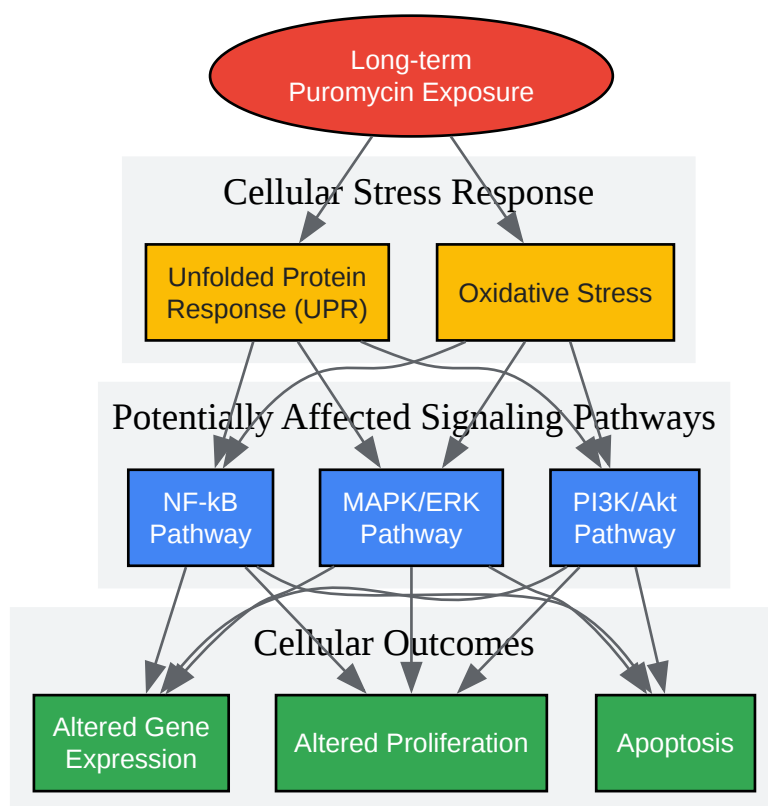 Long-term
Puromycin Exposure
Cellular Stress Response
Unfolded Protein
Response (UPR)
Oxidative Stress
Potentially Affected Signaling Pathways
NF-kB
Pathway
MAPK/ERK
Pathway
PI3K/Akt
Pathway
Cellular Outcomes
Altered Gene
Expression
Altered Proliferation
Apoptosis